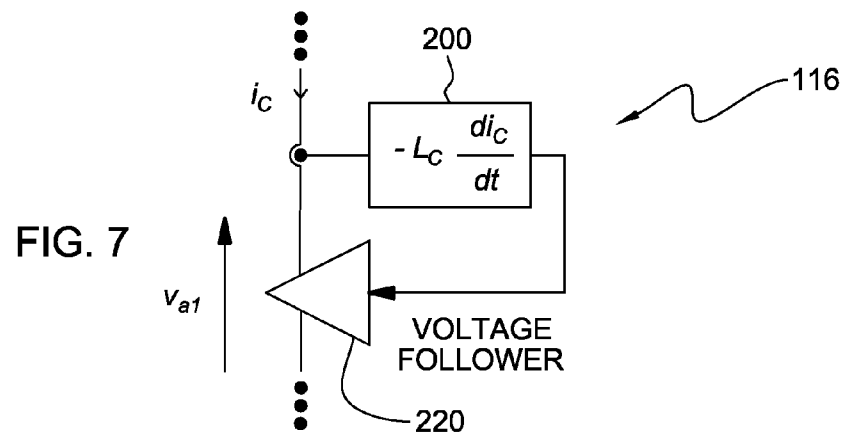 200
116
i_C
- L_C di_C/dt
FIG. 7
v_a1
VOLTAGE
FOLLOWER
220